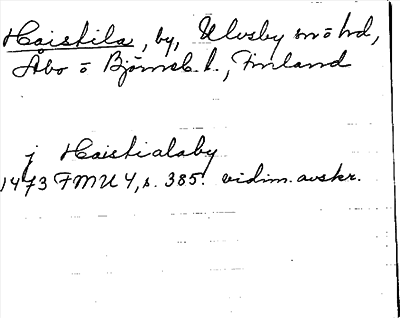 Haistila, by, Ulvsby sn o hd,
Åbo o Björneb. l., Finland
j Haistialaby
1473 FMU 4, s. 385. vidim. avskr.